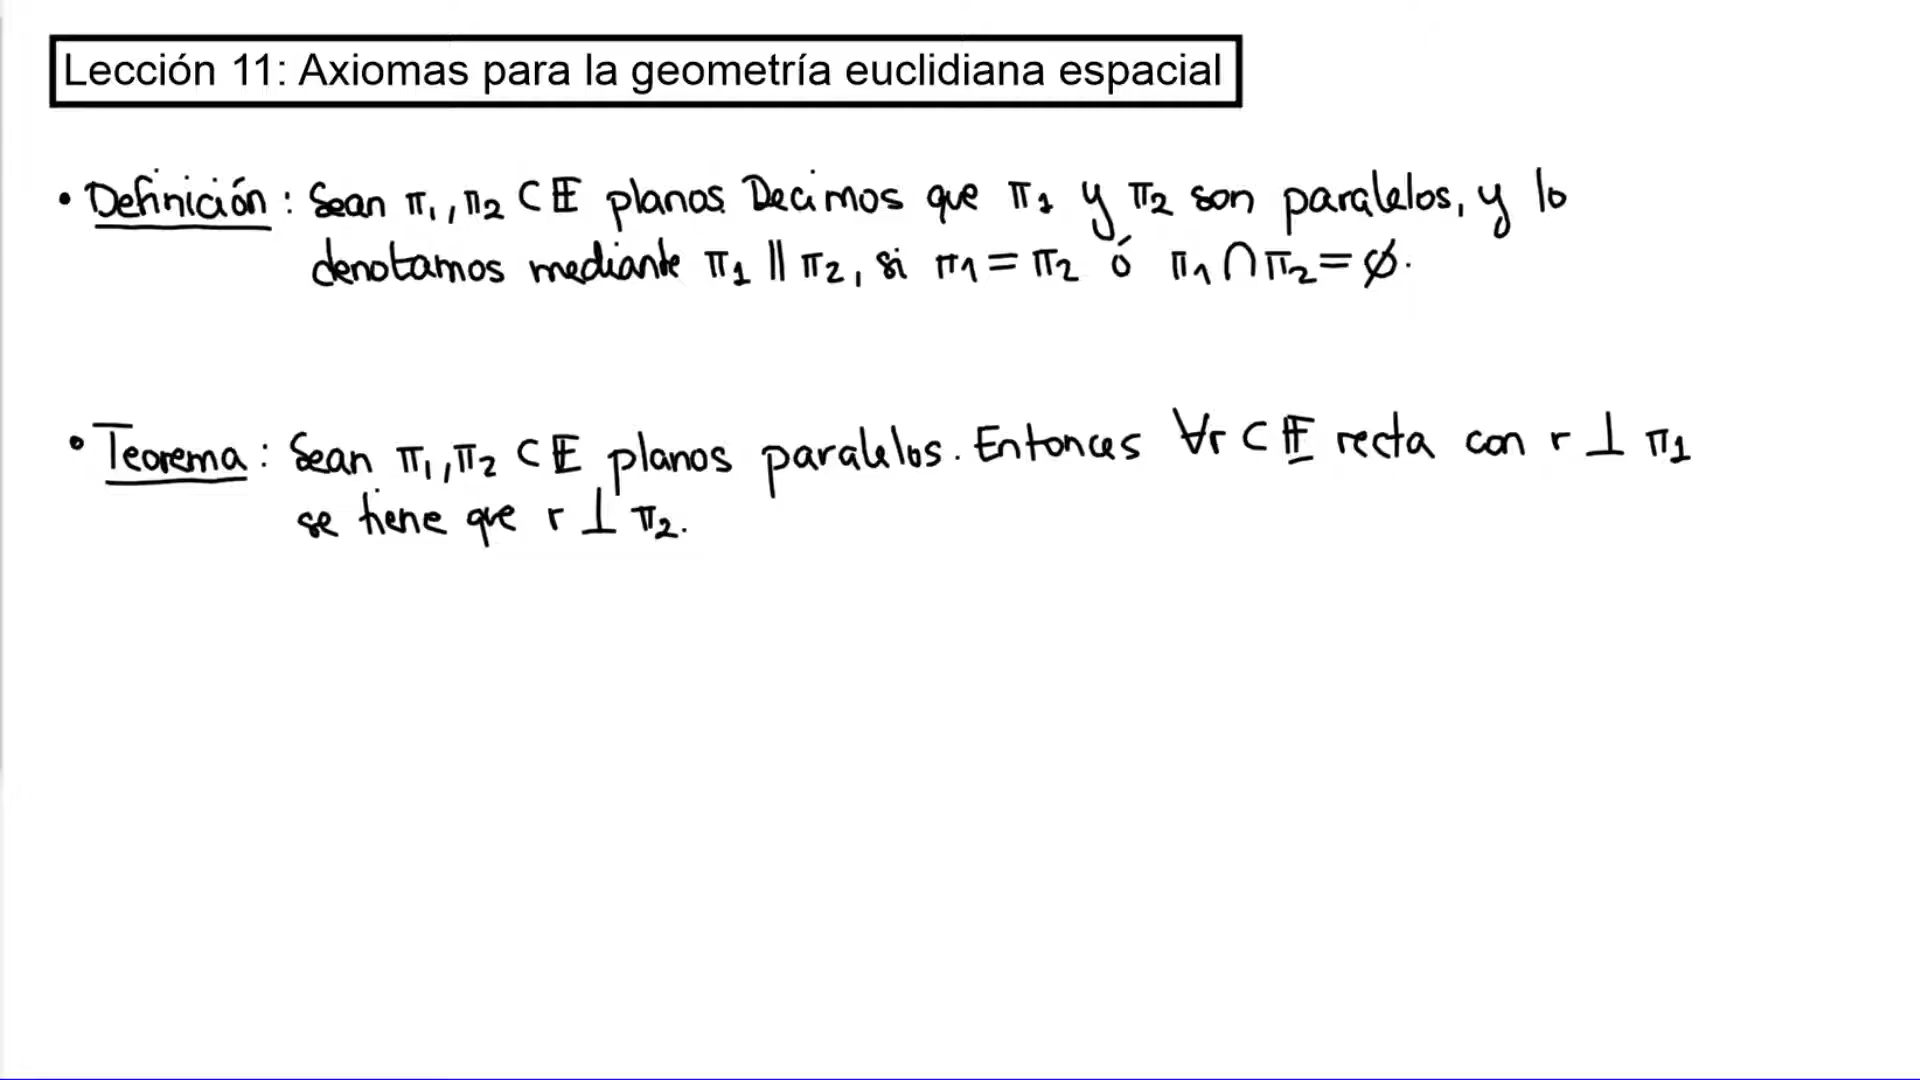 Lección 11: Axiomas para la geometría euclidiana espacial
• Definición: Sean π₁, π₂ ⊂ 𝔼 planos. Decimos que π₁ y π₂ son paralelos, y lo
denotamos mediante π₁ || π₂, si π₁ = π₂ ó π₁ ∩ π₂ = ∅.
• Teorema: Sean π₁, π₂ ⊂ 𝔼 planos paralelos. Entonces ∀r ⊂ 𝔼 recta con r ⊥ π₁
se tiene que r ⊥ π₂.